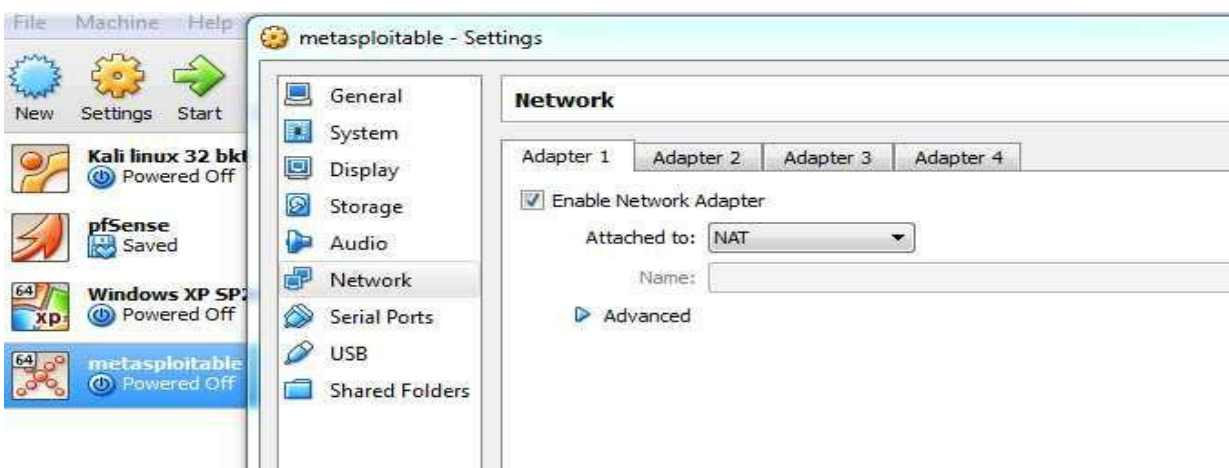 File Machine Help
New Settings Start
Kali linux 32 bkt
Powered Off
pfSense
Saved
64
Windows XP SP2
xp
Powered Off
64
metasploitable
Powered Off
metasploitable - Settings
General
System
Display
Storage
Audio
Network
Serial Ports
USB
Shared Folders
Network
Adapter 1 Adapter 2 Adapter 3 Adapter 4
Enable Network Adapter
Attached to: NAT
Name:
Advanced